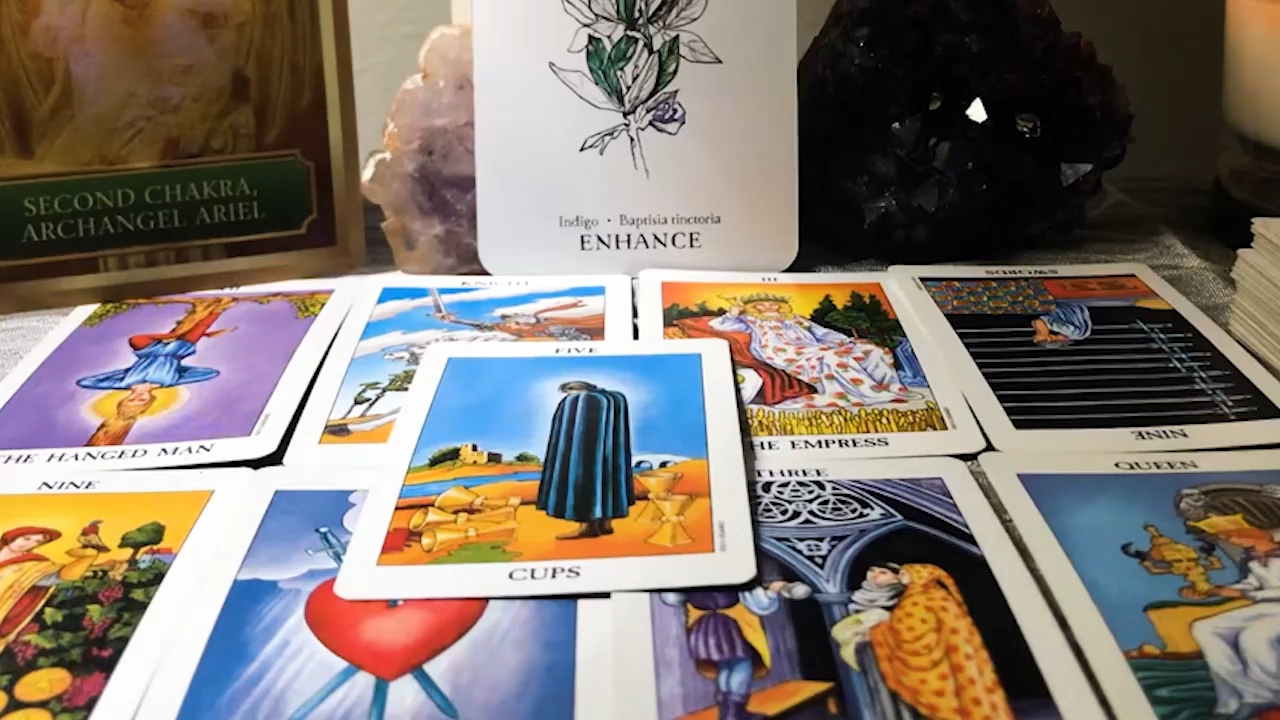 SECOND CHAKRA,
ARCHANGEL ARIEL
Indigo · Baptisia tinctoria
ENHANCE
KNIGHT
III
SWORDS
THE HANGED MAN
FIVE
THE EMPRESS
NINE
NINE
CUPS
THREE
QUEEN